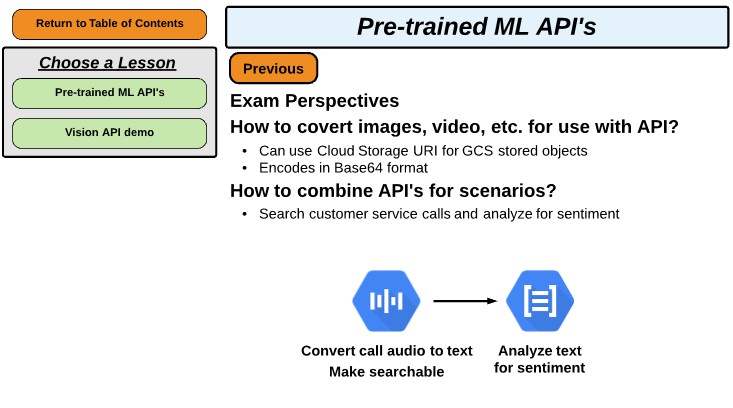 Return to Table of Contents
Pre-trained ML API's
Choose a Lesson
Pre-trained ML API's
Vision API demo
Previous
Exam Perspectives
How to covert images, video, etc. for use with API?
• Can use Cloud Storage URI for GCS stored objects
• Encodes in Base64 format
How to combine API's for scenarios?
• Search customer service calls and analyze for sentiment
Convert call audio to text
Make searchable
Analyze text
for sentiment